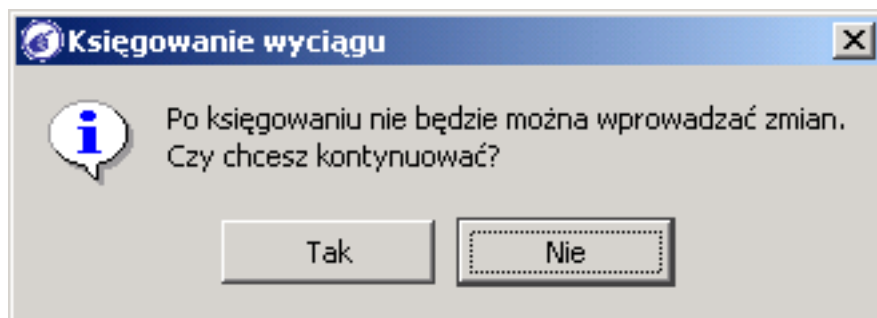 Księgowanie wyciągu
Po księgowaniu nie będzie można wprowadzać zmian.
Czy chcesz kontynuować?
Tak
Nie